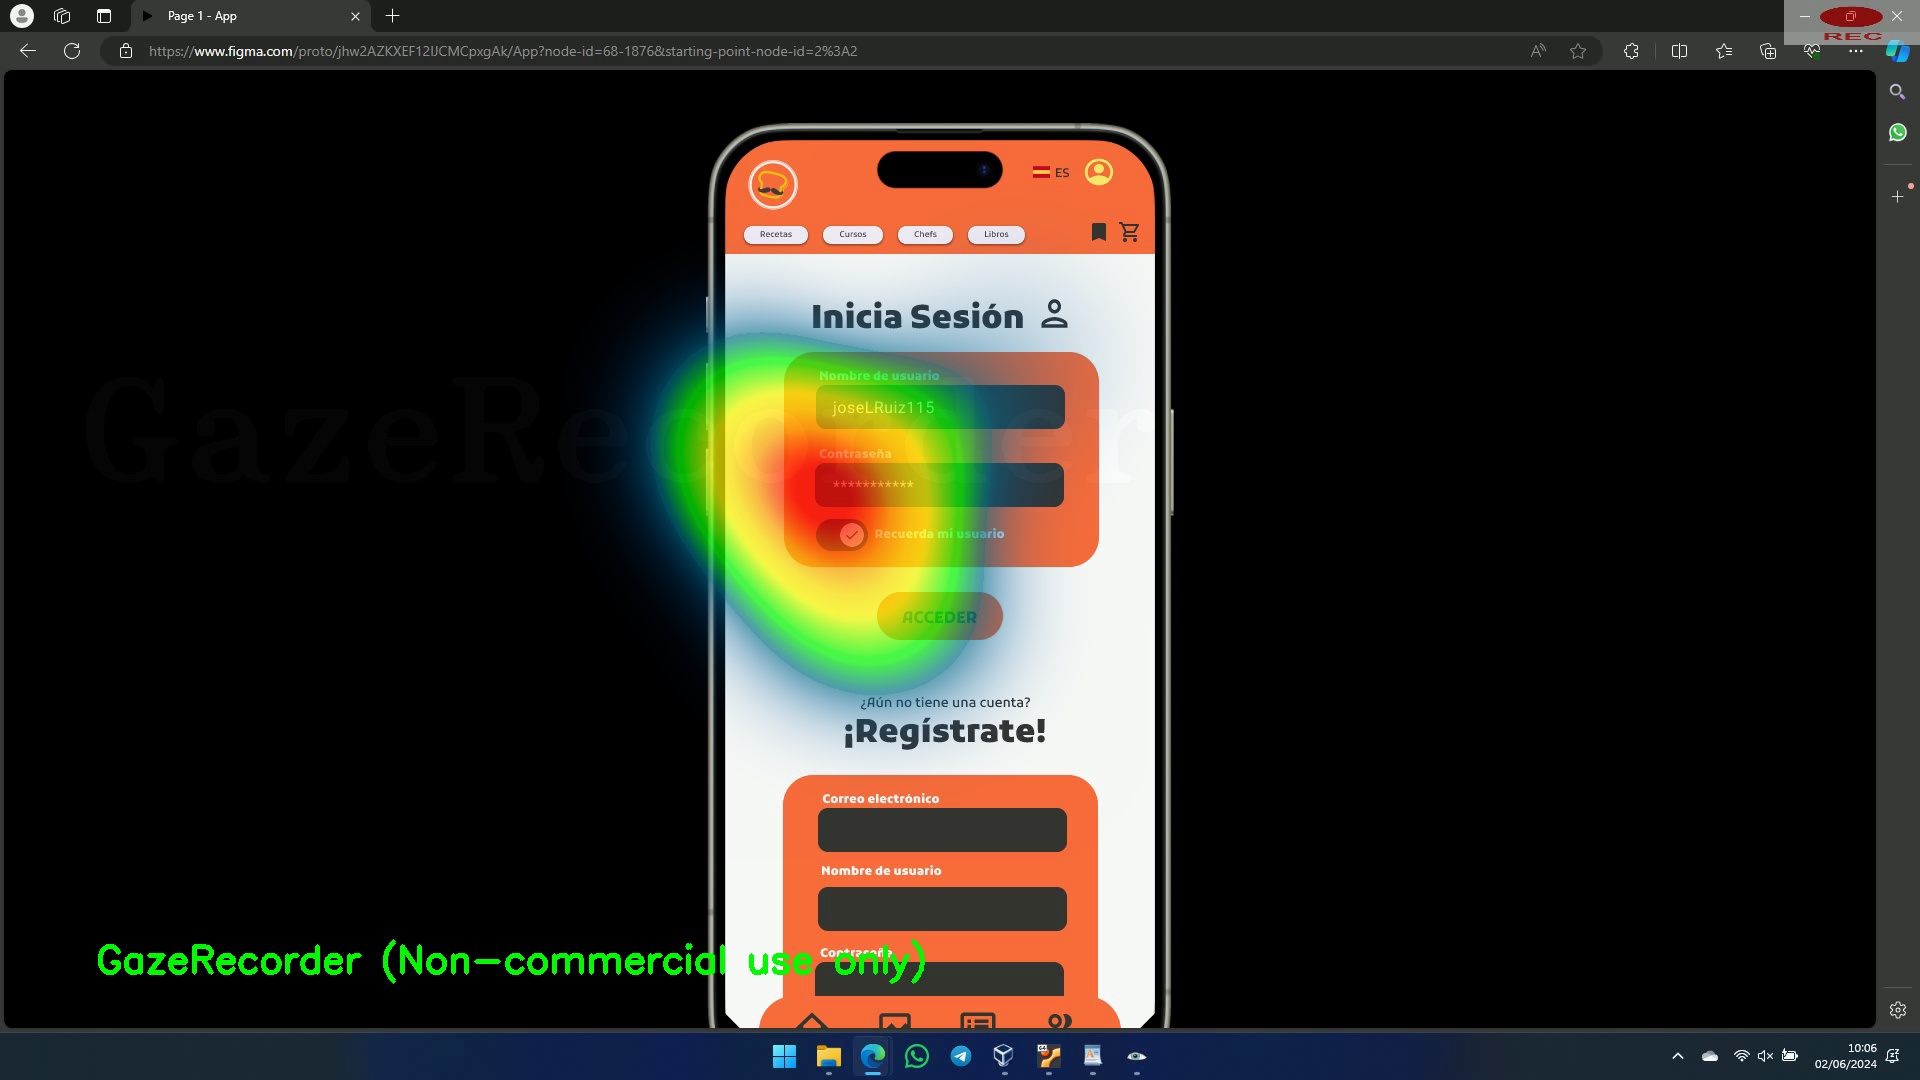 Page 1 - App
REC
https://www.figma.com/proto/jhw2AZKXEF12IJCMCpxgAk/App?node-id=68-1876&starting-point-node-id=2%3A2
ES
Recetas Cursos Chefs Libros
Inicia Sesión
Nombre de usuario
joseLRuiz115
GazeRecorder
Contraseña
***********
Recuerda mi usuario
ACCEDER
¿Aún no tiene una cuenta?
¡Regístrate!
Correo electrónico
Nombre de usuario
Contraseña
GazeRecorder (Non-commercial use only)
10:06
02/06/2024